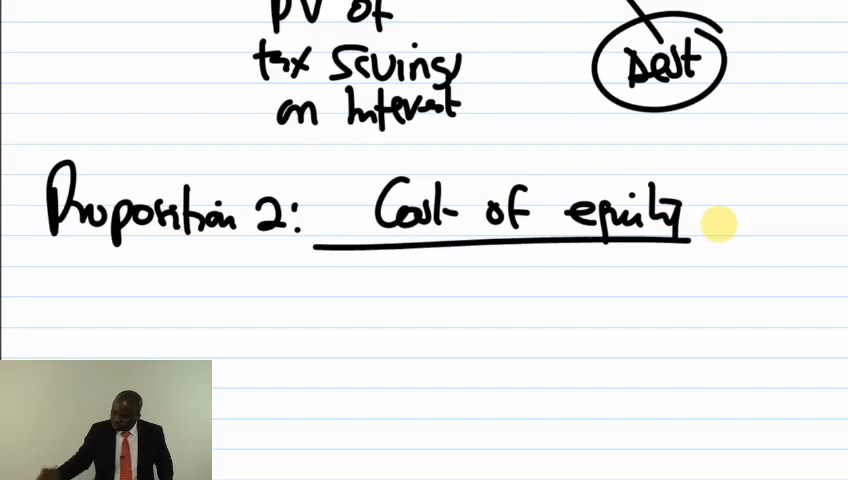 PV of
tax savings
on Interest
Debt
Proposition 2: Cost of equity